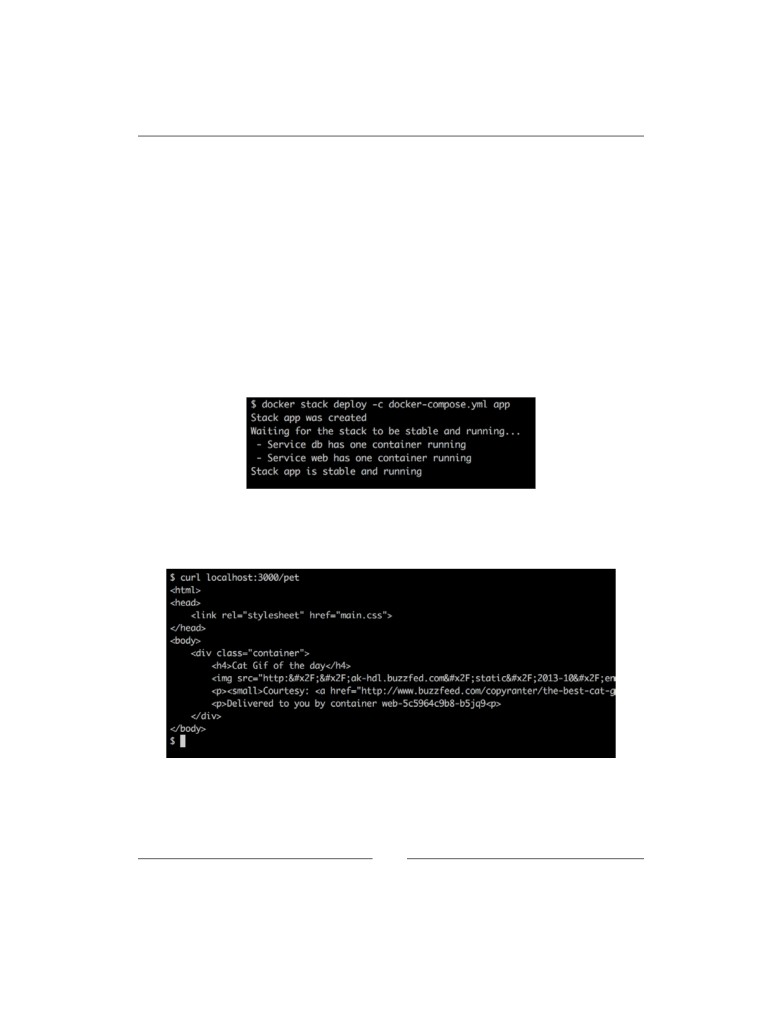 $ docker stack deploy -c docker-compose.yml app
Stack app was created
Waiting for the stack to be stable and running...
 - Service db has one container running
 - Service web has one container running
Stack app is stable and running
$ curl localhost:3000/pet
<html>
<head>
    <link rel="stylesheet" href="main.css">
</head>
<body>
    <div class="container">
        <h4>Cat Gif of the day</h4>
        <img src="http:&#x2F;&#x2F;ak-hdl.buzzfed.com&#x2F;static&#x2F;2013-10&#x2F;en
        <p><small>Courtesy: <a href="http://www.buzzfeed.com/copyranter/the-best-cat-g
        <p>Delivered to you by container web-5c5964c9b8-b5jq9<p>
    </div>
</body>
$